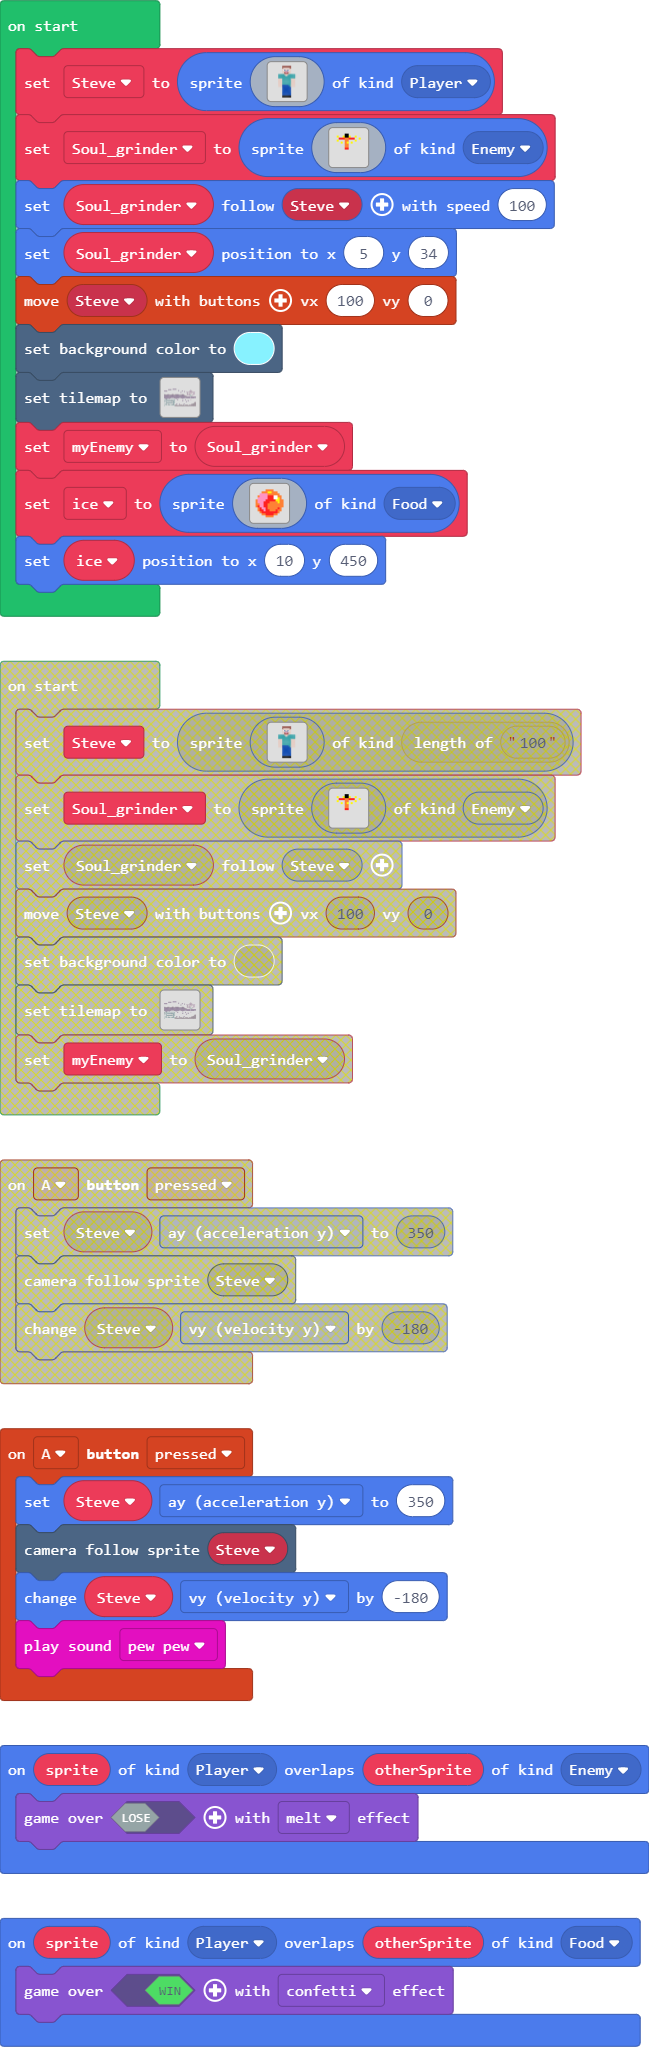 on start
set Steve to sprite of kind Player
set Soul_grinder to sprite of kind Enemy
set Soul_grinder follow Steve with speed 100
set Soul_grinder position to x 5 y 34
move Steve with buttons vx 100 vy 0
set background color to
set tilemap to
set myEnemy to Soul_grinder
set ice to sprite of kind Food
set ice position to x 10 y 450
on start
set Steve to sprite of kind length of "100"
set Soul_grinder to sprite of kind Enemy
set Soul_grinder follow Steve
move Steve with buttons vx 100 vy 0
set background color to
set tilemap to
set myEnemy to Soul_grinder
on A button pressed
set Steve ay (acceleration y) to 350
camera follow sprite Steve
change Steve vy (velocity y) by -180
on A button pressed
set Steve ay (acceleration y) to 350
camera follow sprite Steve
change Steve vy (velocity y) by -180
play sound pew pew
on sprite of kind Player overlaps otherSprite of kind Enemy
game over LOSE with melt effect
on sprite of kind Player overlaps otherSprite of kind Food
game over WIN with confetti effect